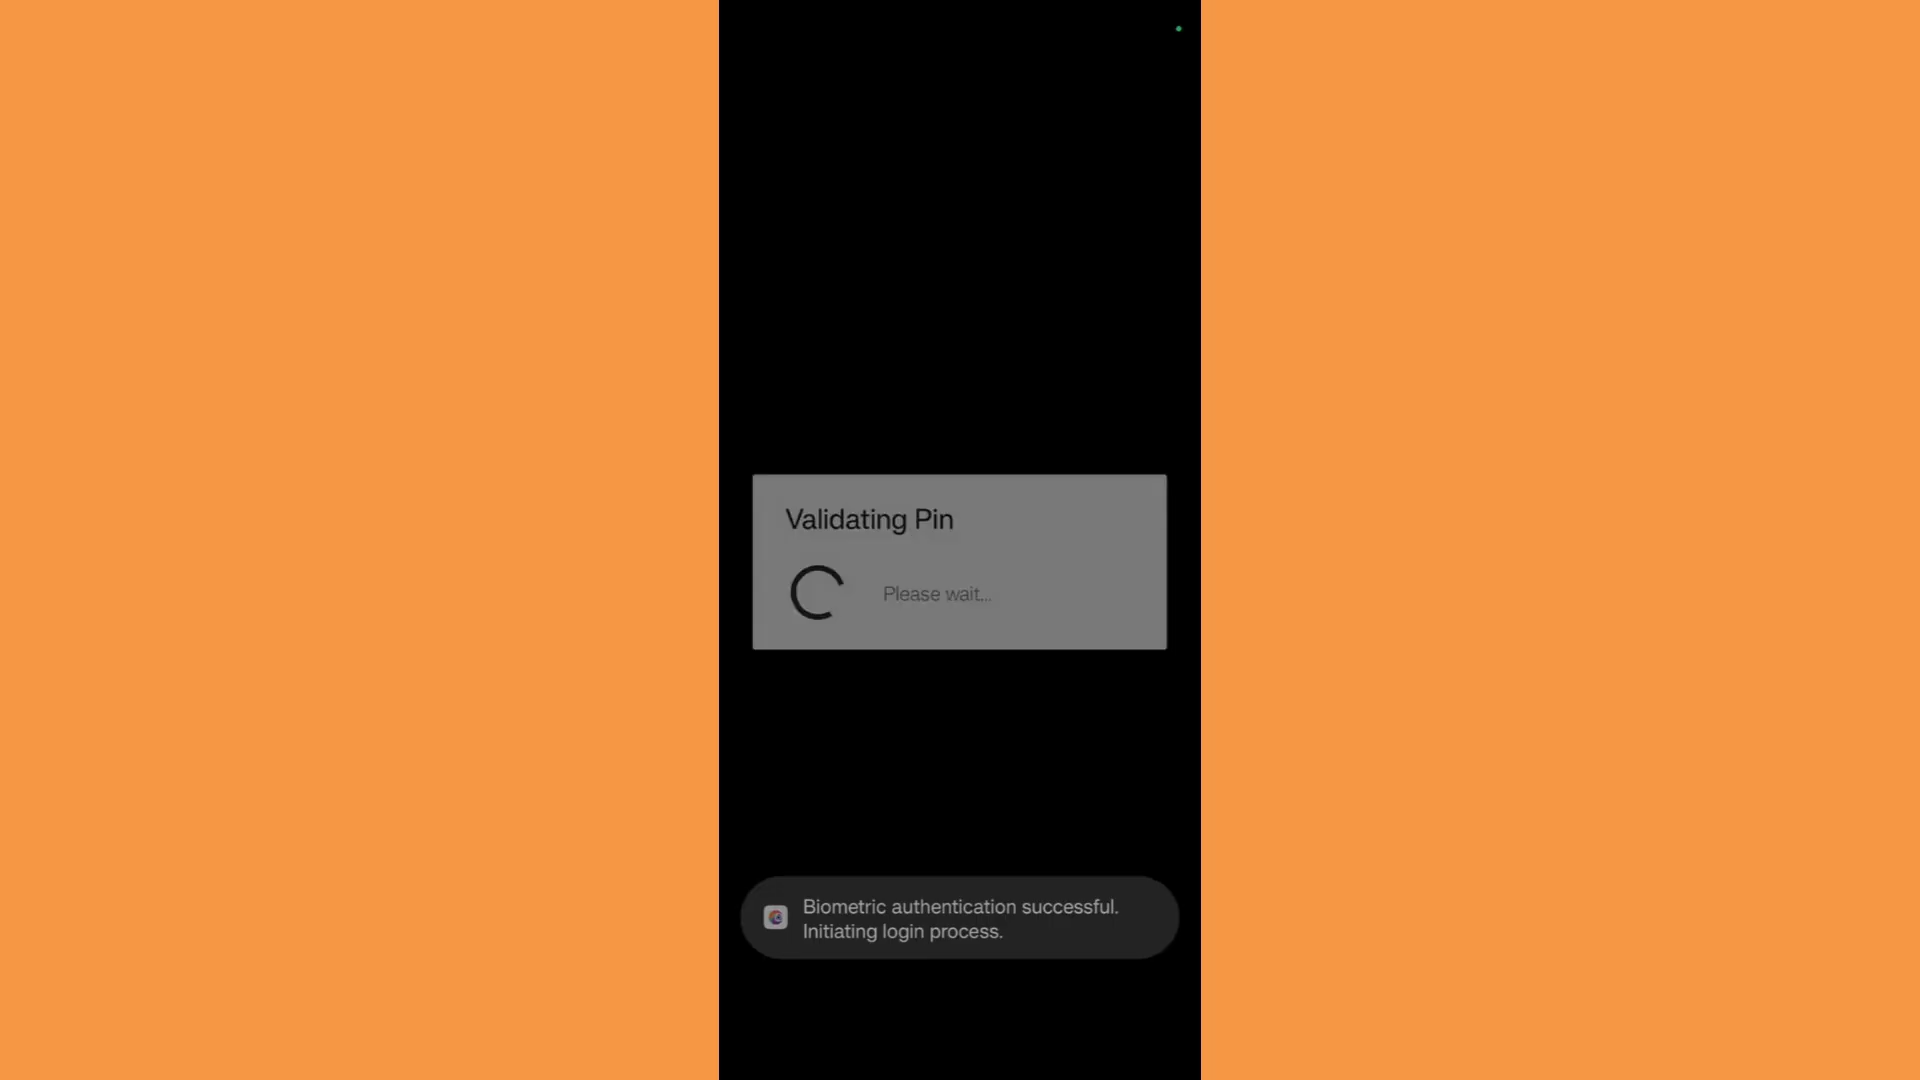 Validating Pin
Please wait...
Biometric authentication successful.
Initiating login process.